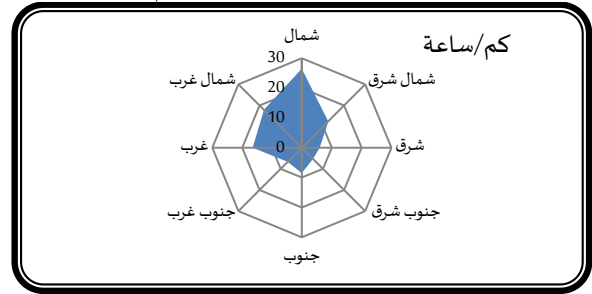 كم/ساعة
شمال
شمال شرق
شرق
جنوب شرق
جنوب
جنوب غرب
غرب
شمال غرب
30
20
10
0